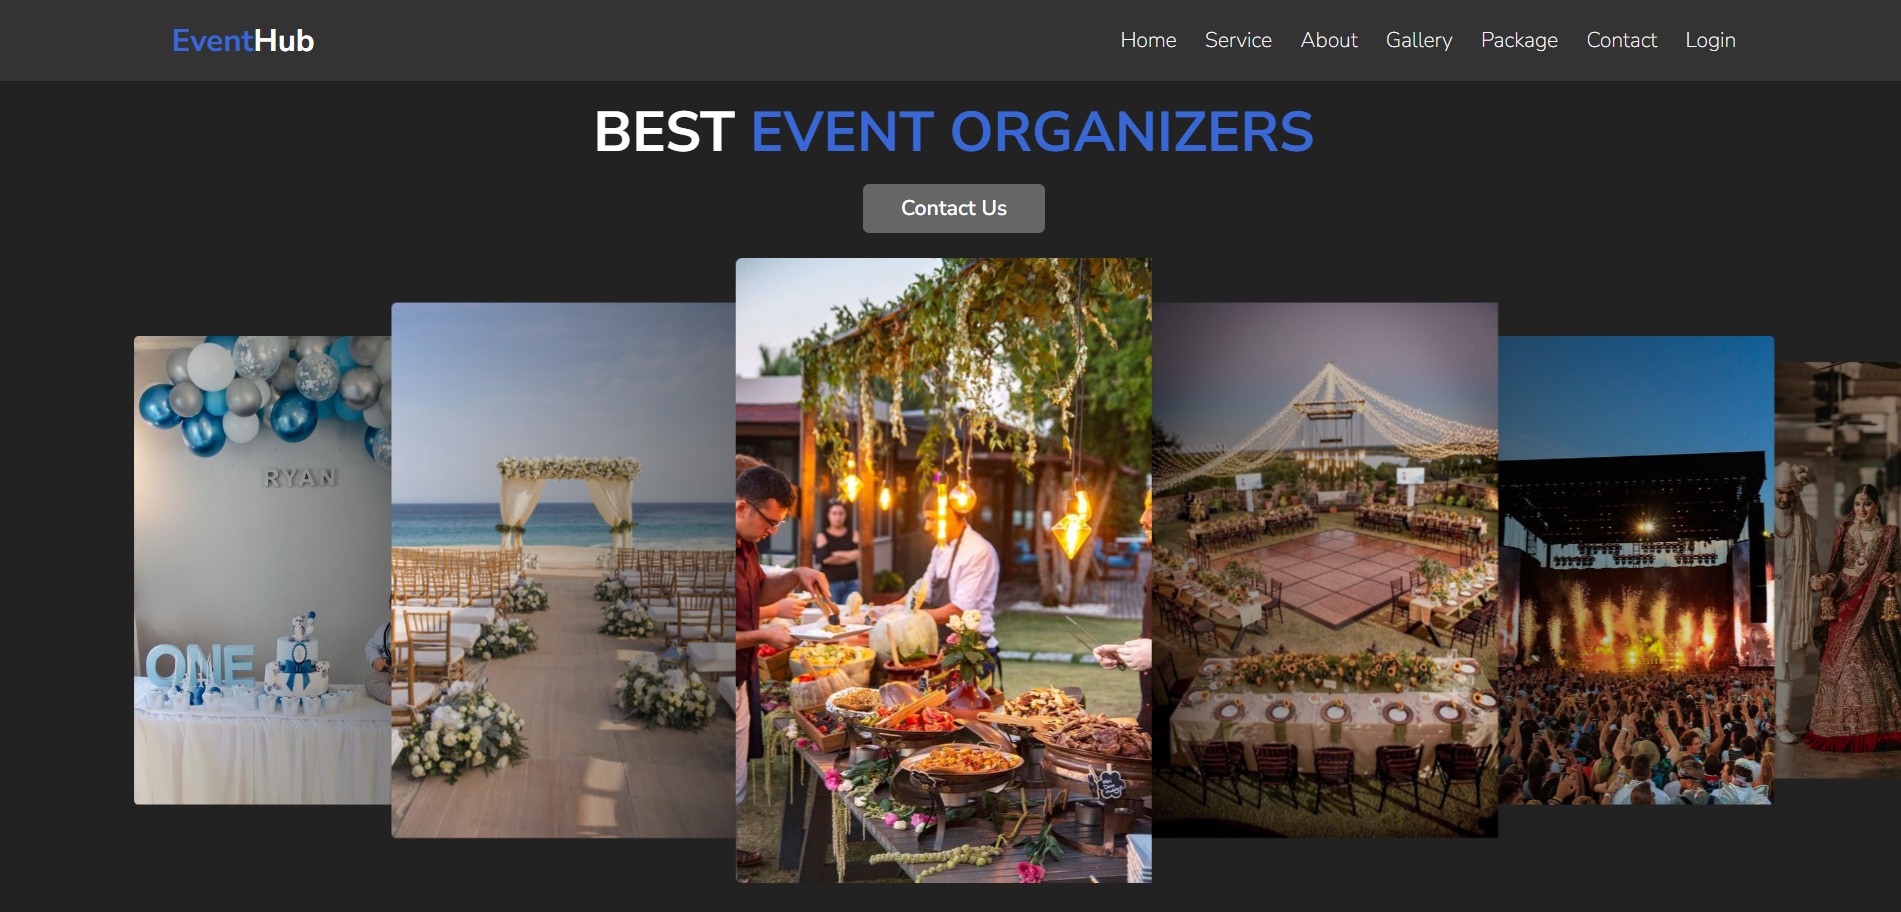 EventHub
Home Service About Gallery Package Contact Login
BEST EVENT ORGANIZERS
Contact Us
RYAN
ONE